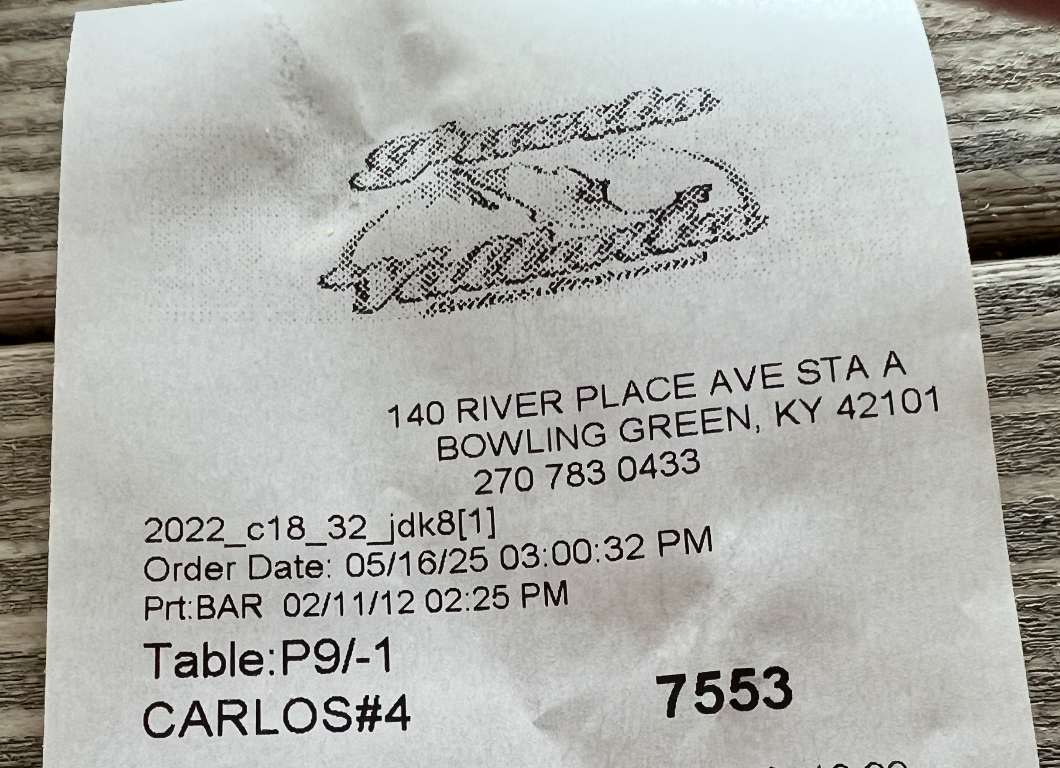 140 RIVER PLACE AVE STA A
BOWLING GREEN, KY 42101
270 783 0433
2022_c18_32_jdk8[1]
Order Date: 05/16/25 03:00:32 PM
Prt:BAR 02/11/12 02:25 PM
Table:P9/-1
CARLOS#4 7553